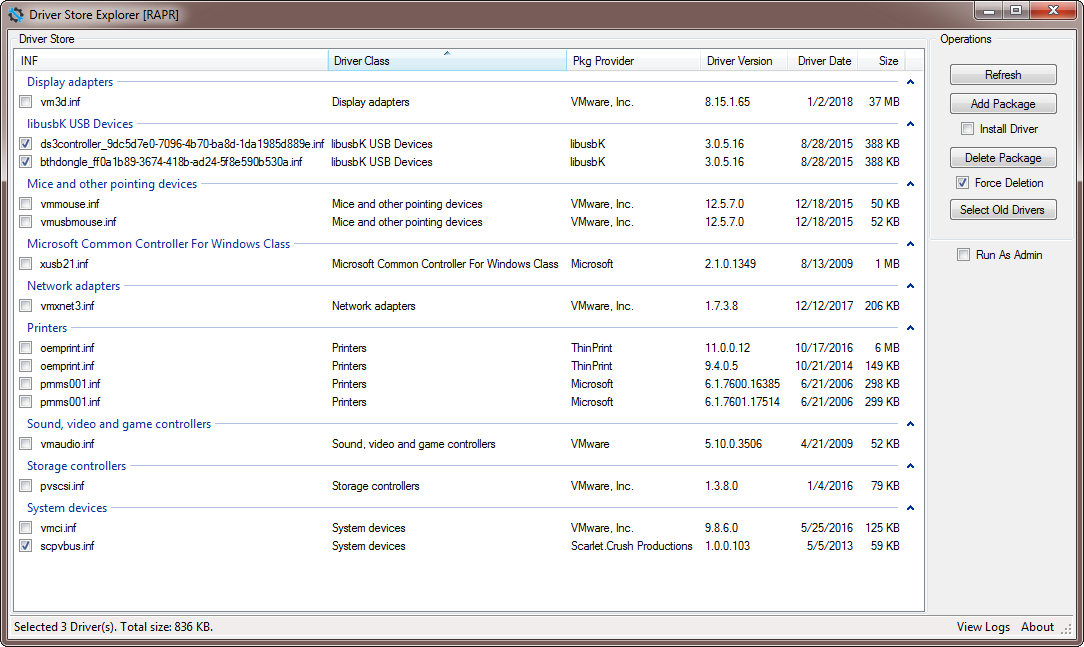 Driver Store Explorer [RAPR]
Driver Store
INF Driver Class Pkg Provider Driver Version Driver Date Size
Display adapters
vm3d.inf Display adapters VMware, Inc. 8.15.1.65 1/2/2018 37 MB
libusbK USB Devices
ds3controller_9dc5d7e0-7096-4b70-ba8d-1da1985d889e.inf libusbK USB Devices libusbK 3.0.5.16 8/28/2015 388 KB
bthdongle_ff0a1b89-3674-418b-ad24-5f8e590b530a.inf libusbK USB Devices libusbK 3.0.5.16 8/28/2015 388 KB
Mice and other pointing devices
vmmouse.inf Mice and other pointing devices VMware, Inc. 12.5.7.0 12/18/2015 50 KB
vmusbmouse.inf Mice and other pointing devices VMware, Inc. 12.5.7.0 12/18/2015 52 KB
Microsoft Common Controller For Windows Class
xusb21.inf Microsoft Common Controller For Windows Class Microsoft 2.1.0.1349 8/13/2009 1 MB
Network adapters
vmxnet3.inf Network adapters VMware, Inc. 1.7.3.8 12/12/2017 206 KB
Printers
oemprint.inf Printers ThinPrint 11.0.0.12 10/17/2016 6 MB
oemprint.inf Printers ThinPrint 9.4.0.5 10/21/2014 149 KB
prnms001.inf Printers Microsoft 6.1.7600.16385 6/21/2006 298 KB
prnms001.inf Printers Microsoft 6.1.7601.17514 6/21/2006 299 KB
Sound, video and game controllers
vmaudio.inf Sound, video and game controllers VMware 5.10.0.3506 4/21/2009 52 KB
Storage controllers
pvscsi.inf Storage controllers VMware, Inc. 1.3.8.0 1/4/2016 79 KB
System devices
vmci.inf System devices VMware, Inc. 9.8.6.0 5/25/2016 125 KB
scpvbus.inf System devices Scarlet.Crush Productions 1.0.0.103 5/5/2013 59 KB
Operations
Refresh
Add Package
Install Driver
Delete Package
Force Deletion
Select Old Drivers
Run As Admin
Selected 3 Driver(s). Total size: 836 KB.
View Logs About